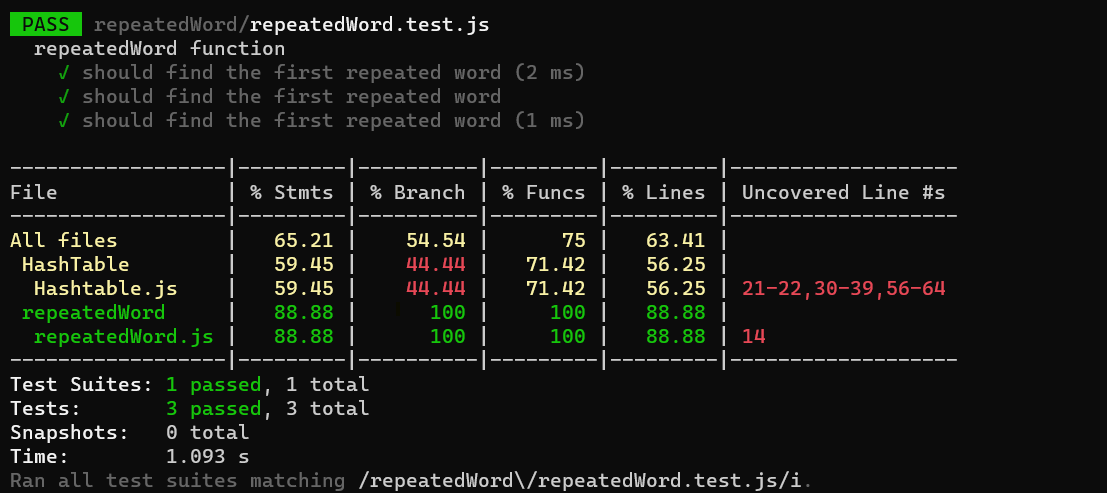 PASS repeatedWord/repeatedWord.test.js
  repeatedWord function
    √ should find the first repeated word (2 ms)
    √ should find the first repeated word
    √ should find the first repeated word (1 ms)
------------------|---------|----------|---------|---------|-------------------
File              | % Stmts | % Branch | % Funcs | % Lines | Uncovered Line #s
------------------|---------|----------|---------|---------|-------------------
All files         |   65.21 |    54.54 |      75 |   63.41 |
 HashTable        |   59.45 |    44.44 |   71.42 |   56.25 |
  Hashtable.js    |   59.45 |    44.44 |   71.42 |   56.25 | 21-22,30-39,56-64
 repeatedWord     |   88.88 |      100 |     100 |   88.88 |
  repeatedWord.js |   88.88 |      100 |     100 |   88.88 | 14
------------------|---------|----------|---------|---------|-------------------
Test Suites: 1 passed, 1 total
Tests:       3 passed, 3 total
Snapshots:   0 total
Time:        1.093 s
Ran all test suites matching /repeatedWord\/repeatedWord.test.js/i.